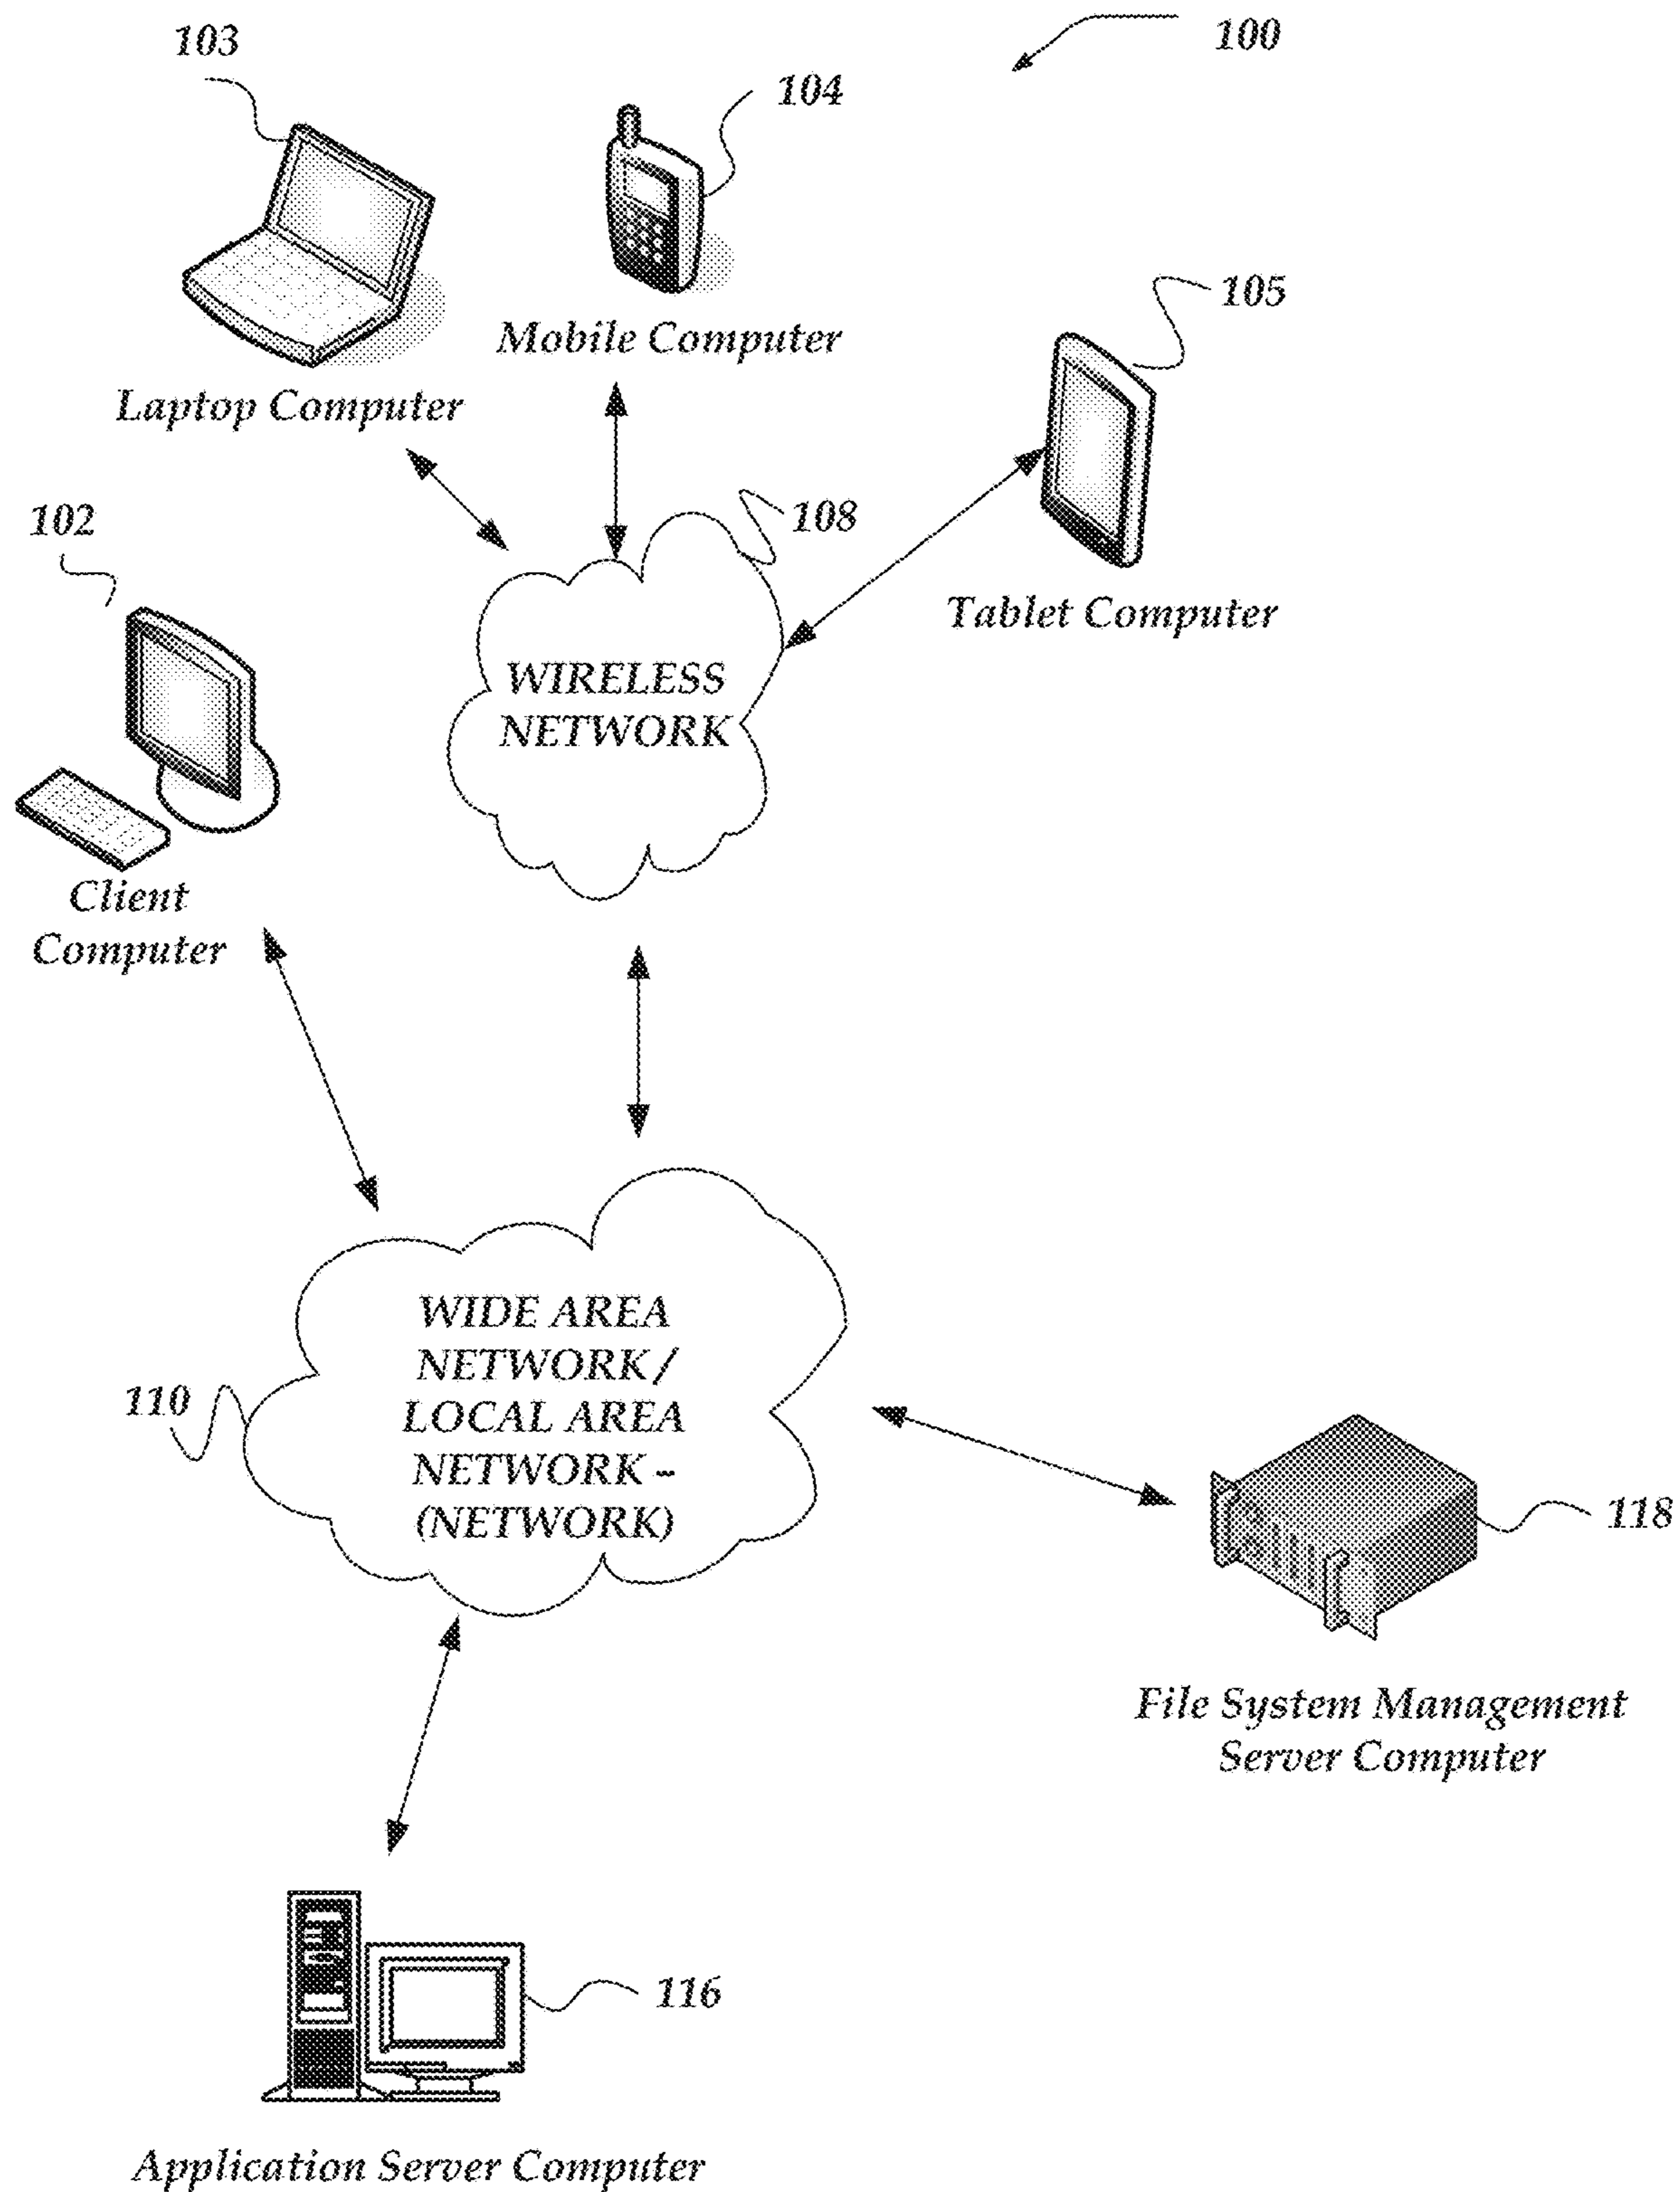 103
100
104
105
Mobile Computer
Laptop Computer
102
108
Tablet Computer
WIRELESS
NETWORK
Client
Computer
WIDE AREA
NETWORK /
LOCAL AREA
NETWORK –
(NETWORK)
110
118
File System Management
Server Computer
116
Application Server Computer